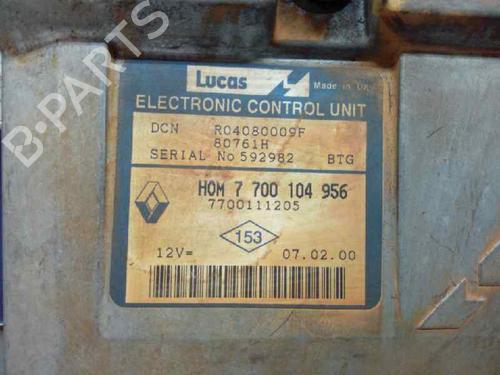 B-PARTS
Lucas
Made in UK
ELECTRONIC CONTROL UNIT
DCN R04080009F
80761H
SERIAL No 592982 BTG
HOM 7 700 104 956
7700111205
153
12V= 07.02.00